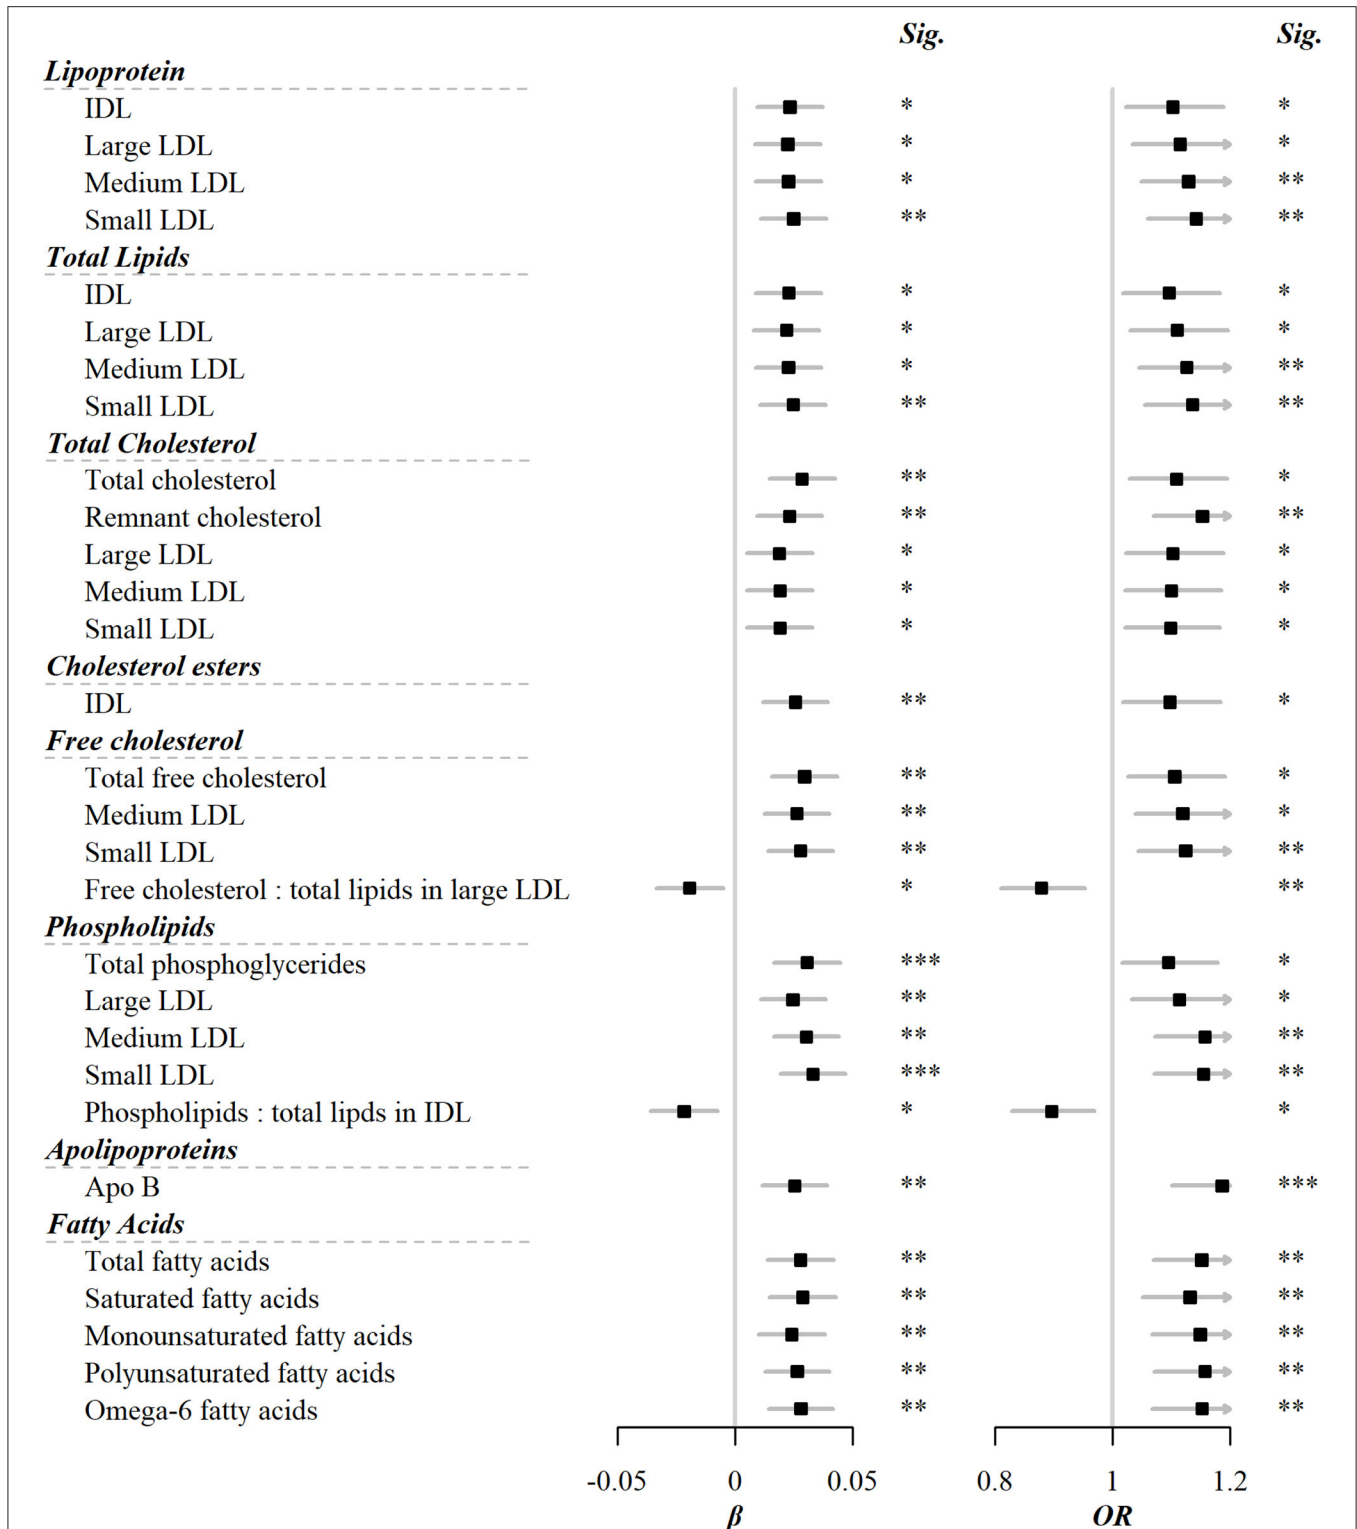 Sig. Sig.
Lipoprotein
IDL * *
Large LDL * *
Medium LDL * **
Small LDL ** **
Total Lipids
IDL * *
Large LDL * *
Medium LDL * **
Small LDL ** **
Total Cholesterol
Total cholesterol ** *
Remnant cholesterol ** **
Large LDL * *
Medium LDL * *
Small LDL * *
Cholesterol esters
IDL ** *
Free cholesterol
Total free cholesterol ** *
Medium LDL ** *
Small LDL ** **
Free cholesterol : total lipids in large LDL * **
Phospholipids
Total phosphoglycerides *** *
Large LDL ** *
Medium LDL ** **
Small LDL *** **
Phospholipids : total lipds in IDL * *
Apolipoproteins
Apo B ** ***
Fatty Acids
Total fatty acids ** **
Saturated fatty acids ** **
Monounsaturated fatty acids ** **
Polyunsaturated fatty acids ** **
Omega-6 fatty acids ** **
-0.05 0 0.05 0.8 1 1.2
β OR